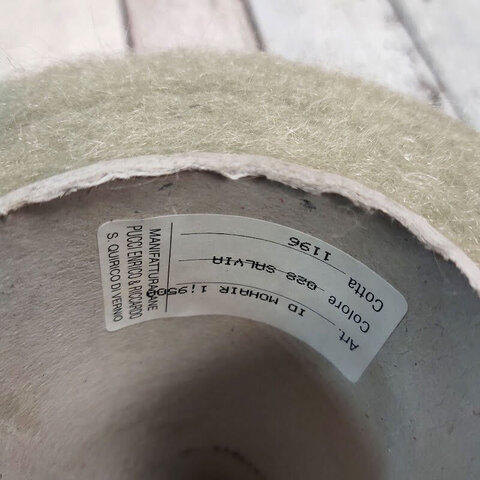 MANIFATTURA LANE
PUCCI ENRICO & RICCARDO
S. QUIRICO DI VERNIO
Art. ID MOHAIR 1;9500
Colore 028 SALVIA
Cotta 1196